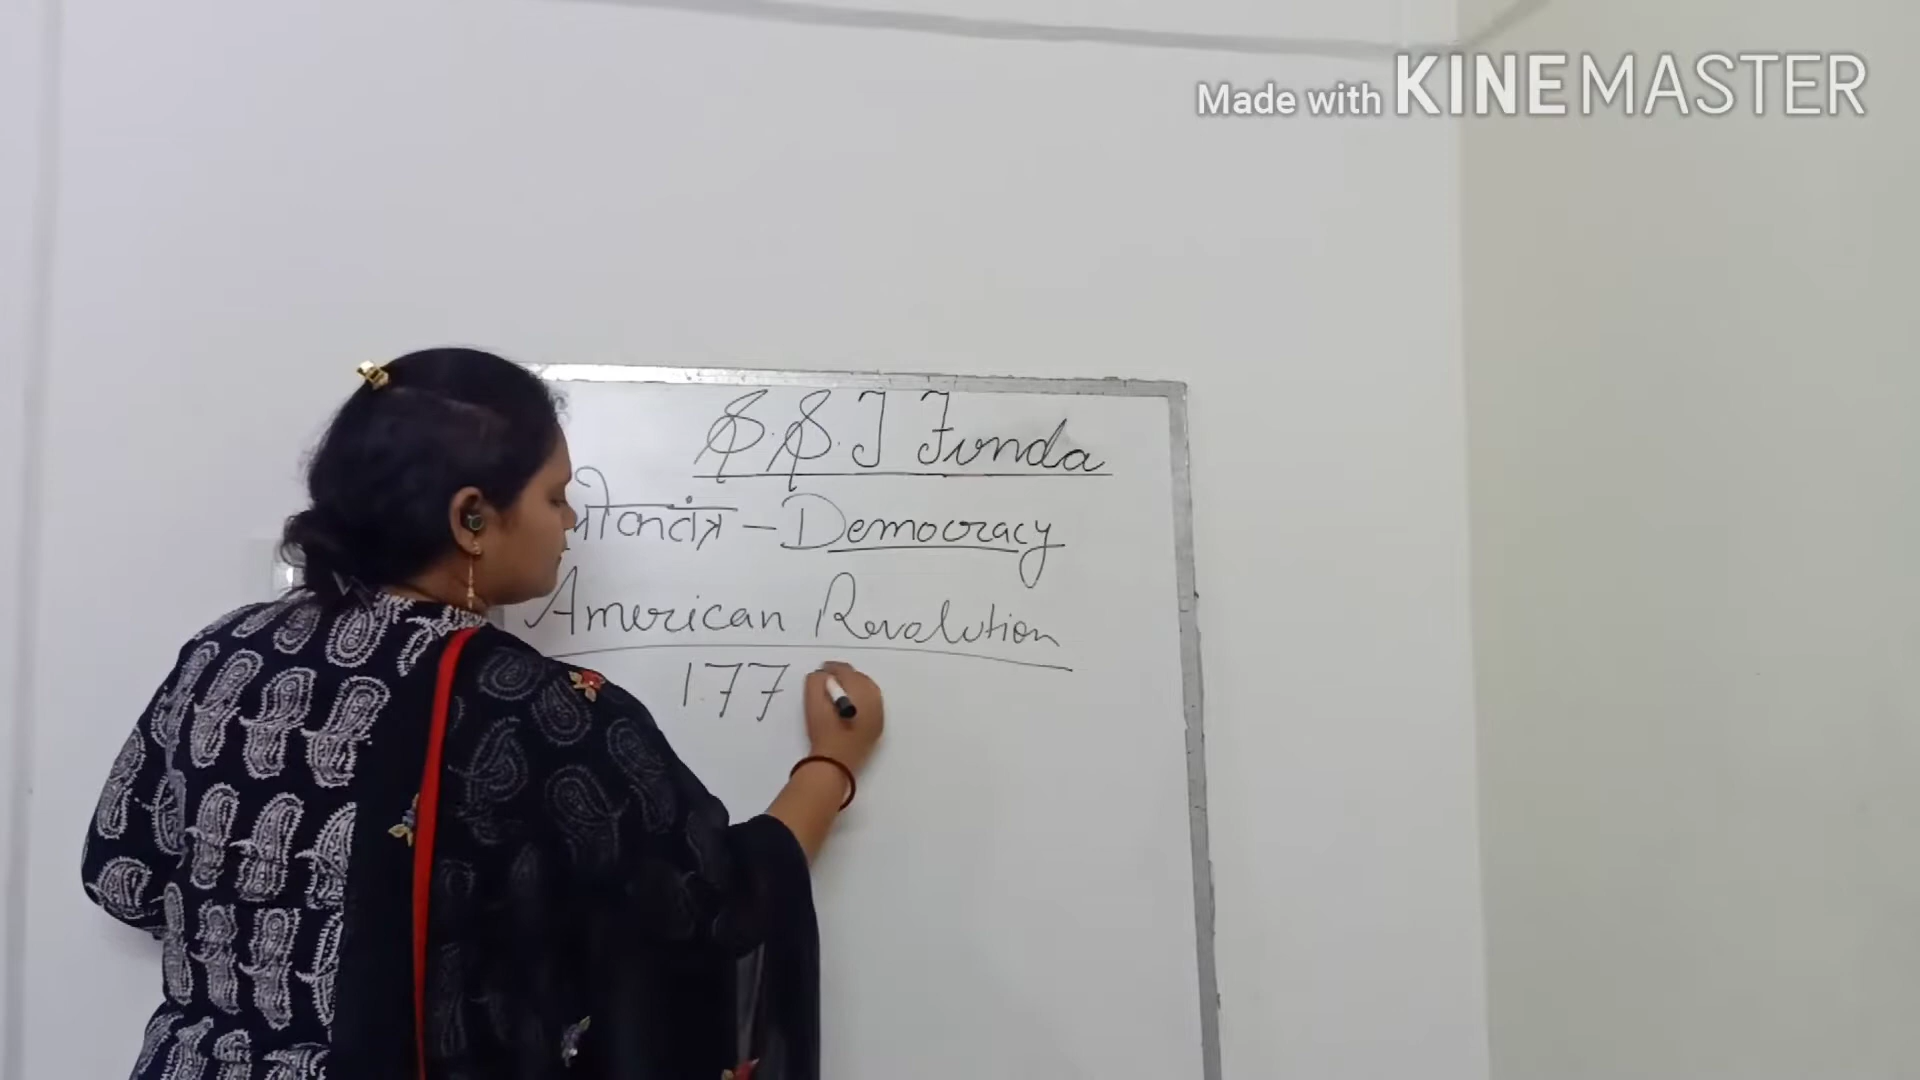 Made with KINEMASTER
S.S.J Funda
लोकतंत्र – Democracy
American Revolution
177